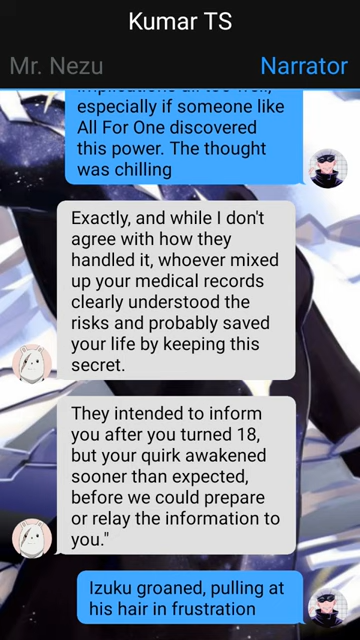 Kumar TS
Mr. Nezu
Narrator
implications all too well,
especially if someone like
All For One discovered
this power. The thought
was chilling
Exactly, and while I don't
agree with how they
handled it, whoever mixed
up your medical records
clearly understood the
risks and probably saved
your life by keeping this
secret.
They intended to inform
you after you turned 18,
but your quirk awakened
sooner than expected,
before we could prepare
or relay the information to
you."
Izuku groaned, pulling at
his hair in frustration